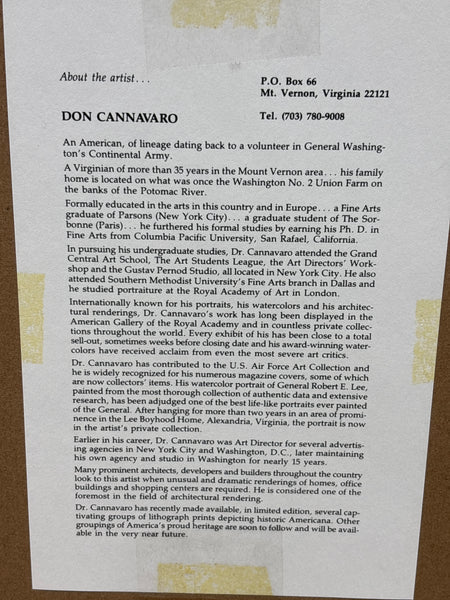 About the artist...
P.O. Box 66
Mt. Vernon, Virginia 22121
DON CANNAVARO
Tel. (703) 780-9008
An American, of lineage dating back to a volunteer in General Washing-
ton's Continental Army.
A Virginian of more than 35 years in the Mount Vernon area... his family
home is located on what was once the Washington No. 2 Union Farm on
the banks of the Potomac River.
Formally educated in the arts in this country and in Europe... a Fine Arts
graduate of Parsons (New York City)... a graduate student of The Sor-
bonne (Paris)... he furthered his formal studies by earning his Ph. D. in
Fine Arts from Columbia Pacific University, San Rafael, California.
In pursuing his undergraduate studies, Dr. Cannavaro attended the Grand
Central Art School, The Art Students League, the Art Directors' Work-
shop and the Gustav Pernod Studio, all located in New York City. He also
attended Southern Methodist University's Fine Arts branch in Dallas and
he studied portraiture at the Royal Academy of Art in London.
Internationally known for his portraits, his watercolors and his architec-
tural renderings, Dr. Cannavaro's work has long been displayed in the
American Gallery of the Royal Academy and in countless private collec-
tions throughout the world. Every exhibit of his has been close to a total
sell-out, sometimes weeks before closing date and his award-winning water-
colors have received acclaim from even the most severe art critics.
Dr. Cannavaro has contributed to the U.S. Air Force Art Collection and
he is widely recognized for his numerous magazine covers, some of which
are now collectors' items. His watercolor portrait of General Robert E. Lee,
painted from the most thorough collection of authentic data and extensive
research, has been adjudged one of the best life-like portraits ever painted
of the General. After hanging for more than two years in an area of promi-
nence in the Lee Boyhood Home, Alexandria, Virginia, the portrait is now
in the artist's private collection.
Earlier in his career, Dr. Cannavaro was Art Director for several advertis-
ing agencies in New York City and Washington, D.C., later maintaining
his own agency and studio in Washington for nearly 15 years.
Many prominent architects, developers and builders throughout the country
look to this artist when unusual and dramatic renderings of homes, office
buildings and shopping centers are required. He is considered one of the
foremost in the field of architectural rendering.
Dr. Cannavaro has recently made available, in limited edition, several cap-
tivating groups of lithograph prints depicting historic Americana. Other
groupings of America's proud heritage are soon to follow and will be avail-
able in the very near future.